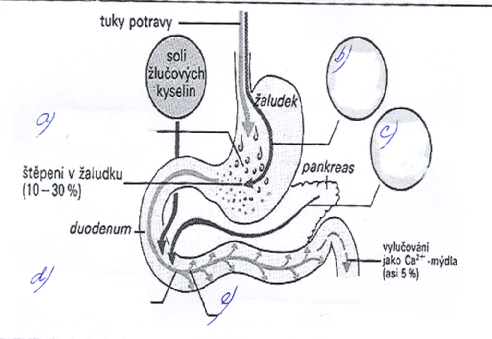 tuky potravy
soli
žlučových
kyselin
b)
žaludek
a)
c)
štěpení v žaludku
(10–30 %)
pankreas
duodenum
vylučování
jako Ca²⁺-mýdla
(asi 5 %)
d)
e)